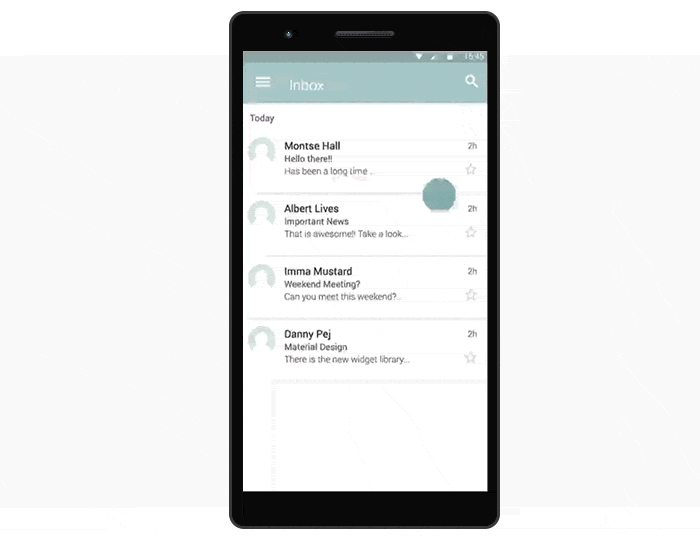 16:45
Inbox
Today
Montse Hall
2h
Hello there!!
Has been a long time ..
Albert Lives
2h
Important News
That is awesome!! Take a look...
Imma Mustard
2h
Weekend Meeting?
Can you meet this weekend?..
Danny Pej
2h
Material Design
There is the new widget library...